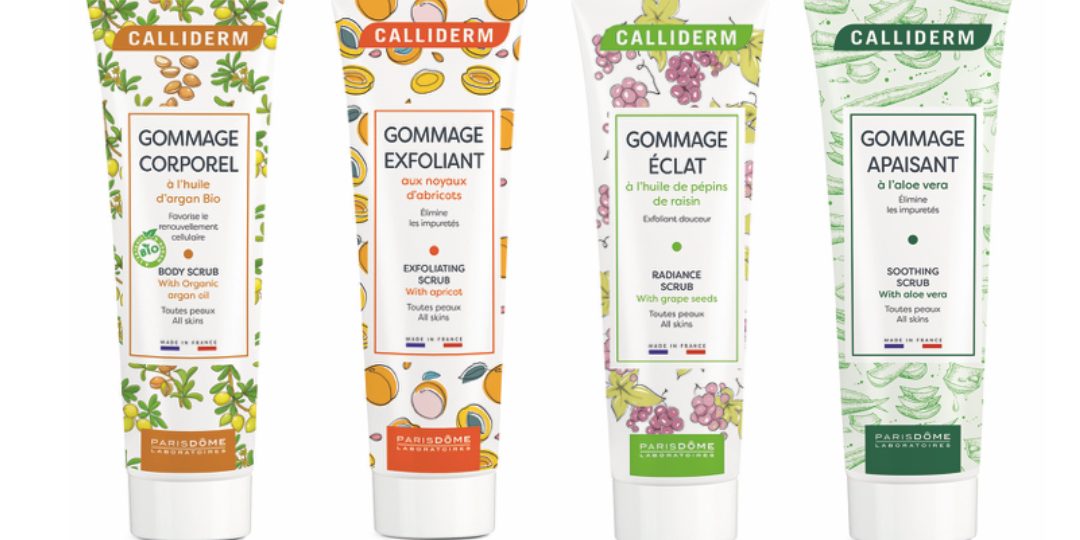 CALLIDERM
GOMMAGE
CORPOREL
à l'huile
d'argan Bio
Favorise le
renouvellement
cellulaire
BIO
BODY SCRUB
With Organic
argan oil
Toutes peaux
All skins
MADE IN FRANCE
PARISDÔME
LABORATOIRES
CALLIDERM
GOMMAGE
EXFOLIANT
aux noyaux
d'abricots
Élimine
les impuretés
EXFOLIATING
SCRUB
With apricot
Toutes peaux
All skins
MADE IN FRANCE
PARISDÔME
LABORATOIRES
CALLIDERM
GOMMAGE
ÉCLAT
à l'huile de pépins
de raisin
Exfoliant douceur
RADIANCE
SCRUB
With grape seeds
Toutes peaux
All skins
MADE IN FRANCE
PARISDÔME
LABORATOIRES
CALLIDERM
GOMMAGE
APAISANT
à l'aloe vera
Élimine
les impuretés
SOOTHING
SCRUB
With aloe vera
Toutes peaux
All skins
MADE IN FRANCE
PARISDÔME
LABORATOIRES